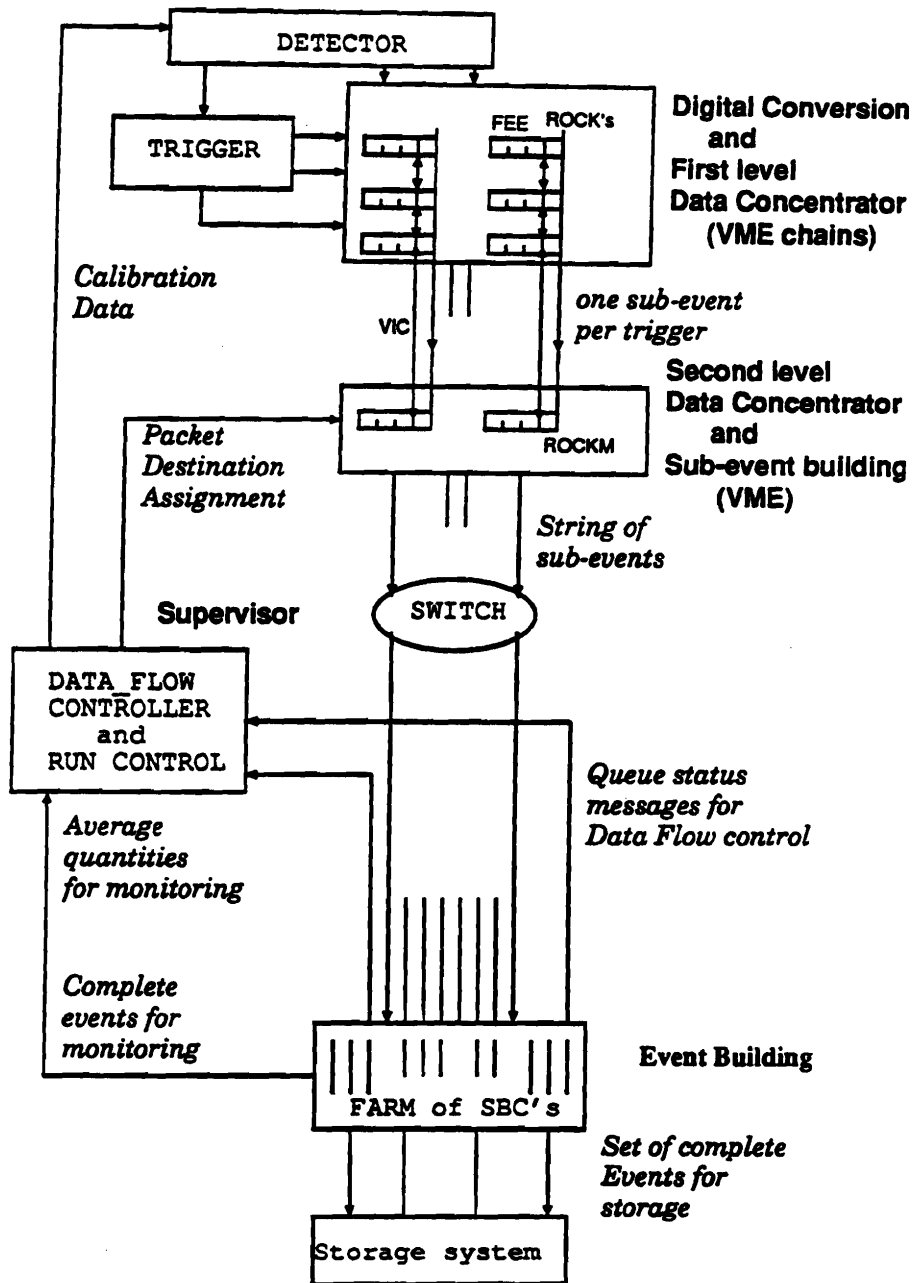 DETECTOR
TRIGGER
FEE
ROCK's
Digital Conversion
and
First level
Data Concentrator
(VME chains)
Calibration
Data
VIC
one sub-event
per trigger
Second level
Data Concentrator
and
Sub-event building
(VME)
ROCKM
Packet
Destination
Assignment
String of
sub-events
Supervisor
SWITCH
DATA_FLOW
CONTROLLER
and
RUN CONTROL
Queue status
messages for
Data Flow control
Average
quantities
for monitoring
Complete
events for
monitoring
Event Building
FARM of SBC's
Set of complete
Events for
storage
Storage system